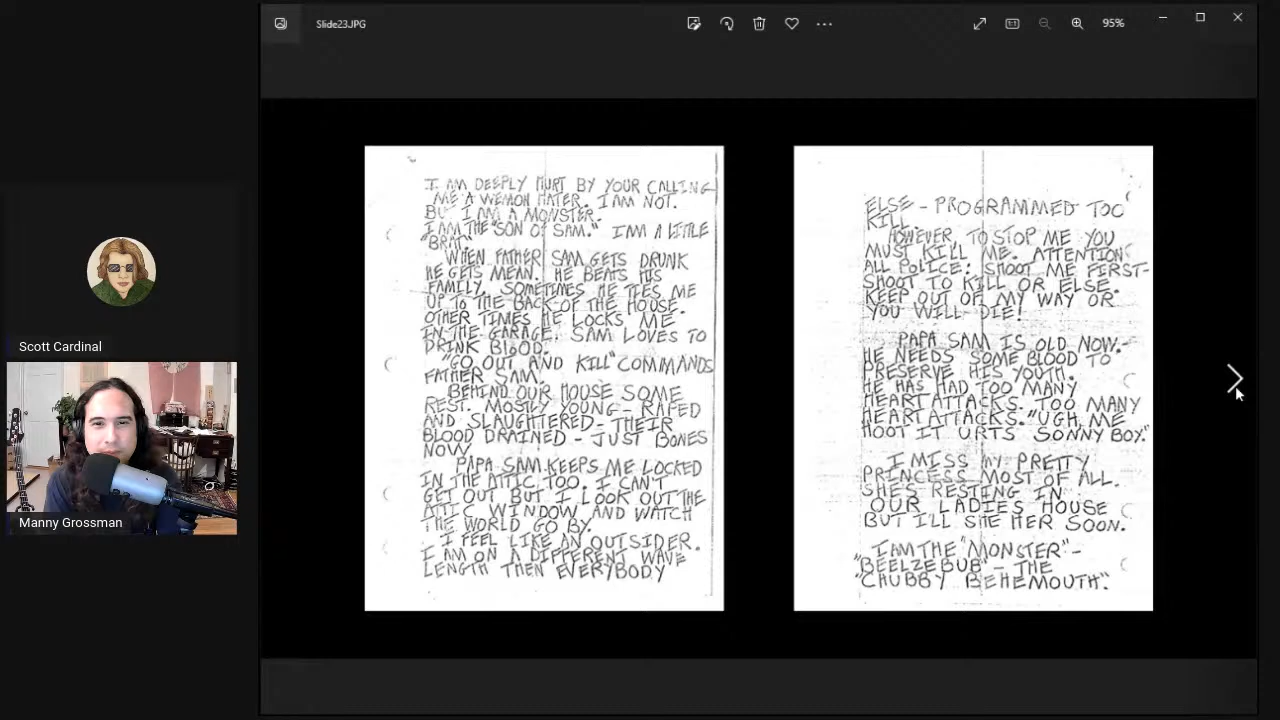 Slide23.JPG
95%
I AM DEEPLY HURT BY YOUR CALLING
ME A WEMON HATER. I AM NOT.
BUT I AM A MONSTER.
I AM THE "SON OF SAM." I AM A LITTLE
"BRAT".
WHEN FATHER SAM GETS DRUNK
HE GETS MEAN. HE BEATS HIS
FAMILY. SOMETIMES HE TIES ME
UP TO THE BACK OF THE HOUSE.
OTHER TIMES HE LOCKS ME
IN THE GARAGE. SAM LOVES TO
DRINK BLOOD.
"GO OUT AND KILL" COMMANDS
FATHER SAM.
BEHIND OUR HOUSE SOME
REST. MOSTLY YOUNG - RAPED
AND SLAUGHTERED - THEIR
BLOOD DRAINED - JUST BONES
NOW.
PAPA SAM KEEPS ME LOCKED
IN THE ATTIC, TOO. I CAN'T
GET OUT BUT I LOOK OUT THE
ATTIC WINDOW AND WATCH
THE WORLD GO BY.
I FEEL LIKE AN OUTSIDER.
I AM ON A DIFFERENT WAVE
LENGTH THEN EVERYBODY
ELSE - PROGRAMMED TOO
KILL.
HOWEVER, TO STOP ME YOU
MUST KILL ME. ATTENTION
ALL POLICE: SHOOT ME FIRST -
SHOOT TO KILL OR ELSE.
KEEP OUT OF MY WAY OR
YOU WILL DIE!
PAPA SAM IS OLD NOW.
HE NEEDS SOME BLOOD TO
PRESERVE HIS YOUTH.
HE HAS HAD TOO MANY
HEART ATTACKS. TOO MANY
HEART ATTACKS. "UGH, ME
HOOT IT URTS SONNY BOY."
I MISS MY PRETTY
PRINCESS MOST OF ALL.
SHES RESTING IN
OUR LADIES HOUSE
BUT I'LL SHE HER SOON.
I AM THE "MONSTER" -
"BEELZEBUB" - THE
"CHUBBY BEHEMOUTH".
Scott Cardinal
Manny Grossman